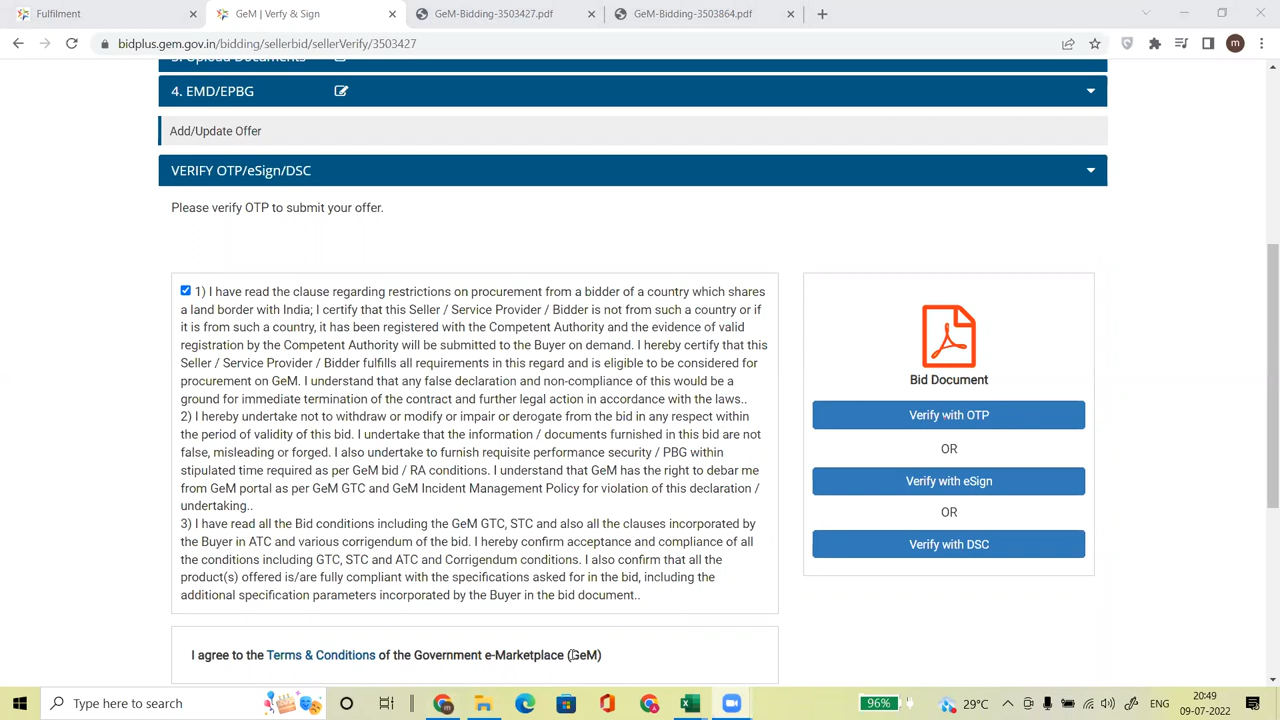 Fulfilment
GeM | Verfy & Sign
GeM-Bidding-3503427.pdf
GeM-Bidding-3503864.pdf
bidplus.gem.gov.in/bidding/sellerbid/sellerVerify/3503427
m
3. Upload Documents
4. EMD/EPBG
Add/Update Offer
VERIFY OTP/eSign/DSC
Please verify OTP to submit your offer.
1) I have read the clause regarding restrictions on procurement from a bidder of a country which shares
a land border with India; I certify that this Seller / Service Provider / Bidder is not from such a country or if
it is from such a country, it has been registered with the Competent Authority and the evidence of valid
registration by the Competent Authority will be submitted to the Buyer on demand. I hereby certify that this
Seller / Service Provider / Bidder fulfills all requirements in this regard and is eligible to be considered for
procurement on GeM. I understand that any false declaration and non-compliance of this would be a
ground for immediate termination of the contract and further legal action in accordance with the laws..
2) I hereby undertake not to withdraw or modify or impair or derogate from the bid in any respect within
the period of validity of this bid. I undertake that the information / documents furnished in this bid are not
false, misleading or forged. I also undertake to furnish requisite performance security / PBG within
stipulated time required as per GeM bid / RA conditions. I understand that GeM has the right to debar me
from GeM portal as per GeM GTC and GeM Incident Management Policy for violation of this declaration /
undertaking..
3) I have read all the Bid conditions including the GeM GTC, STC and also all the clauses incorporated by
the Buyer in ATC and various corrigendum of the bid. I hereby confirm acceptance and compliance of all
the conditions including GTC, STC and ATC and Corrigendum conditions. I also confirm that all the
product(s) offered is/are fully compliant with the specifications asked for in the bid, including the
additional specification parameters incorporated by the Buyer in the bid document..
I agree to the Terms & Conditions of the Government e-Marketplace (GeM)
Bid Document
Verify with OTP
OR
Verify with eSign
OR
Verify with DSC
Type here to search
96%
29°C
ENG
20:49
09-07-2022